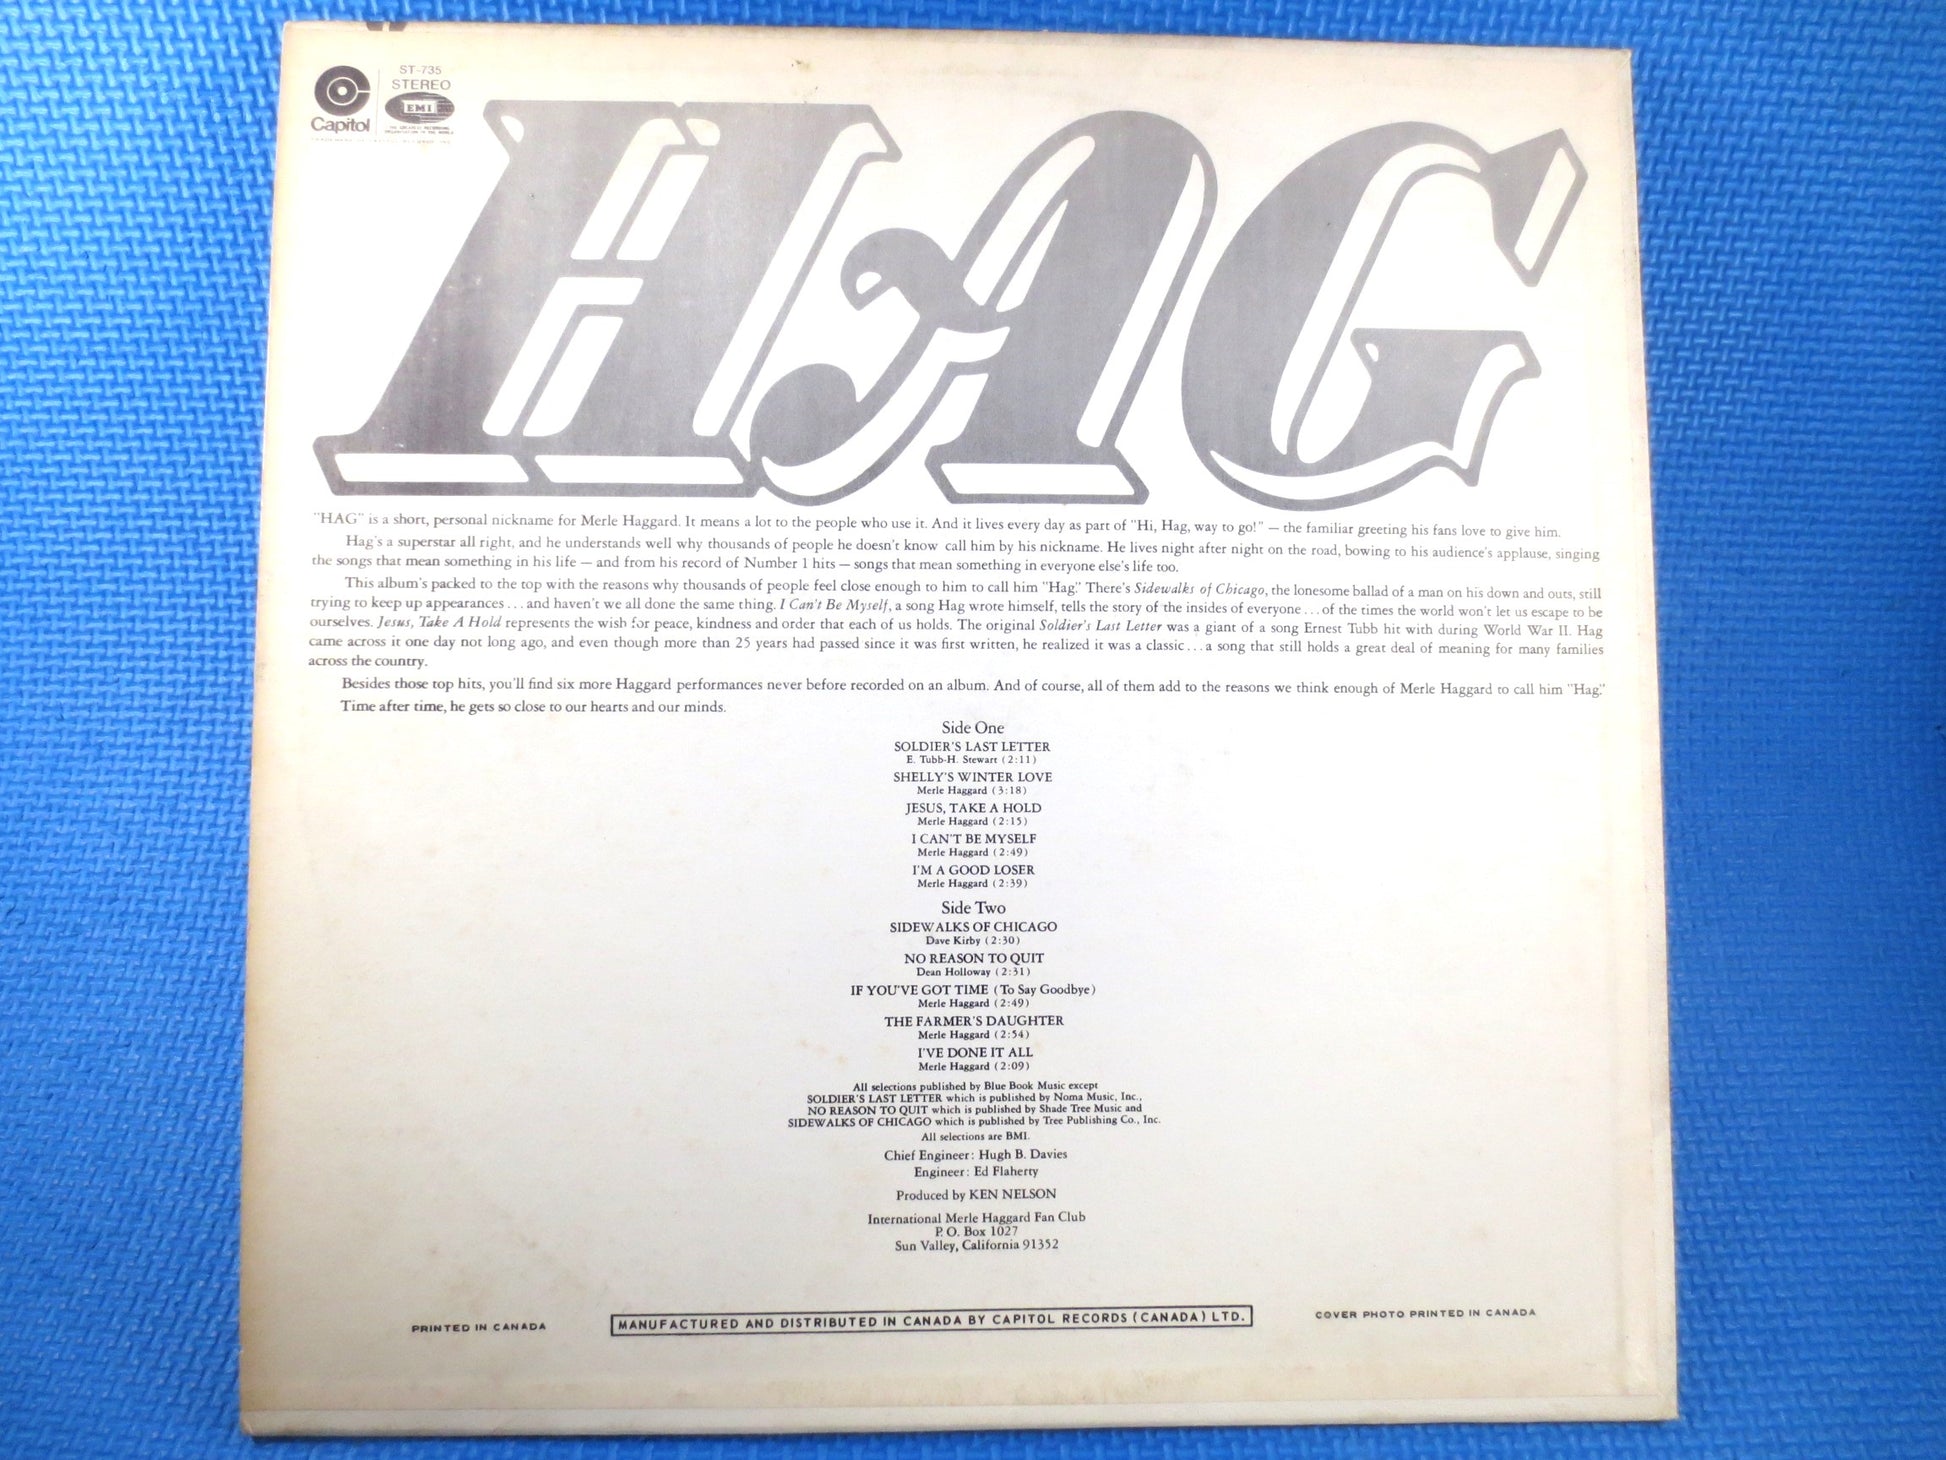 ST-735
STEREO
EMI
Capitol
HAG
"HAG" is a short, personal nickname for Merle Haggard. It means a lot to the people who use it. And it lives every day as part of "Hi, Hag, way to go!" — the familiar greeting his fans love to give him.
Hag's a superstar all right, and he understands well why thousands of people he doesn't know call him by his nickname. He lives night after night on the road, bowing to his audience's applause, singing
the songs that mean something in his life — and from his record of Number 1 hits — songs that mean something in everyone else's life too.
This album's packed to the top with the reasons why thousands of people feel close enough to him to call him "Hag." There's Sidewalks of Chicago, the lonesome ballad of a man on his down and outs, still
trying to keep up appearances ... and haven't we all done the same thing. I Can't Be Myself, a song Hag wrote himself, tells the story of the insides of everyone ... of the times the world won't let us escape to be
ourselves. Jesus, Take A Hold represents the wish for peace, kindness and order that each of us holds. The original Soldier's Last Letter was a giant of a song Ernest Tubb hit with during World War II. Hag
came across it one day not long ago, and even though more than 25 years had passed since it was first written, he realized it was a classic ... a song that still holds a great deal of meaning for many families
across the country.
Besides those top hits, you'll find six more Haggard performances never before recorded on an album. And of course, all of them add to the reasons we think enough of Merle Haggard to call him "Hag."
Time after time, he gets so close to our hearts and our minds.
Side One
SOLDIER'S LAST LETTER
E. Tubb-H. Stewart (2:11)
SHELLY'S WINTER LOVE
Merle Haggard (3:18)
JESUS, TAKE A HOLD
Merle Haggard (2:15)
I CAN'T BE MYSELF
Merle Haggard (2:49)
I'M A GOOD LOSER
Merle Haggard (2:39)
Side Two
SIDEWALKS OF CHICAGO
Dave Kirby (2:30)
NO REASON TO QUIT
Dean Holloway (2:31)
IF YOU'VE GOT TIME (To Say Goodbye)
Merle Haggard (2:49)
THE FARMER'S DAUGHTER
Merle Haggard (2:54)
I'VE DONE IT ALL
Merle Haggard (2:09)
All selections published by Blue Book Music except
SOLDIER'S LAST LETTER which is published by Noma Music, Inc.,
NO REASON TO QUIT which is published by Shade Tree Music and
SIDEWALKS OF CHICAGO which is published by Tree Publishing Co., Inc.
All selections are BMI.
Chief Engineer: Hugh B. Davies
Engineer: Ed Flaherty
Produced by KEN NELSON
International Merle Haggard Fan Club
P. O. Box 1027
Sun Valley, California 91352
PRINTED IN CANADA
MANUFACTURED AND DISTRIBUTED IN CANADA BY CAPITOL RECORDS (CANADA) LTD.
COVER PHOTO PRINTED IN CANADA